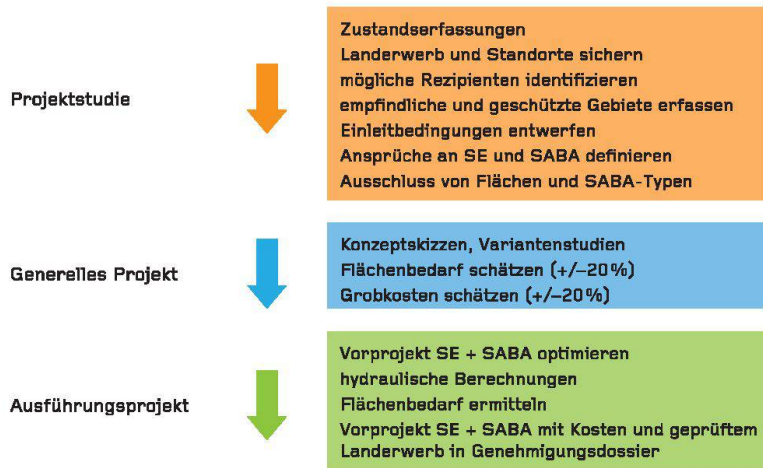 Projektstudie
Zustandserfassungen
Landerwerb und Standorte sichern
mögliche Rezipienten identifizieren
empfindliche und geschützte Gebiete erfassen
Einleitbedingungen entwerfen
Ansprüche an SE und SABA definieren
Ausschluss von Flächen und SABA-Typen
Generelles Projekt
Konzeptskizzen, Variantenstudien
Flächenbedarf schätzen (+/–20%)
Grobkosten schätzen (+/–20%)
Ausführungsprojekt
Vorprojekt SE + SABA optimieren
hydraulische Berechnungen
Flächenbedarf ermitteln
Vorprojekt SE + SABA mit Kosten und geprüftem
Landerwerb in Genehmigungsdossier